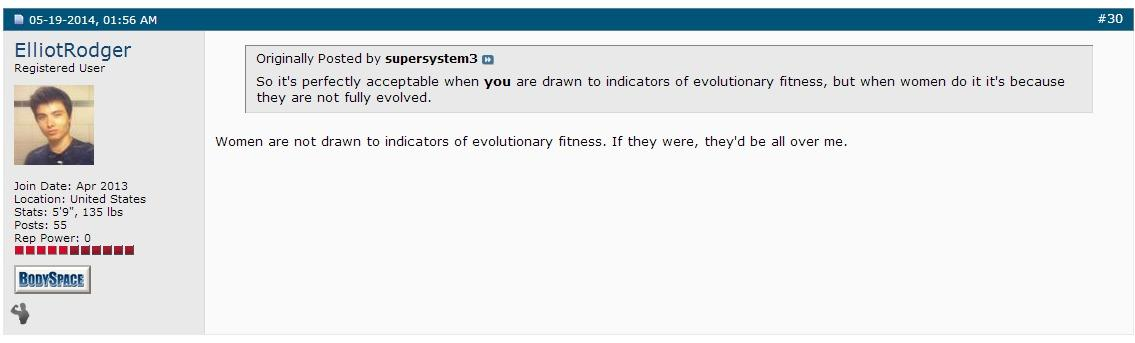 05-19-2014, 01:56 AM
#30
ElliotRodger
Registered User
Join Date: Apr 2013
Location: United States
Stats: 5'9", 135 lbs
Posts: 55
Rep Power: 0
BODYSPACE
Originally Posted by supersystem3
So it's perfectly acceptable when you are drawn to indicators of evolutionary fitness, but when women do it it's because
they are not fully evolved.
Women are not drawn to indicators of evolutionary fitness. If they were, they'd be all over me.